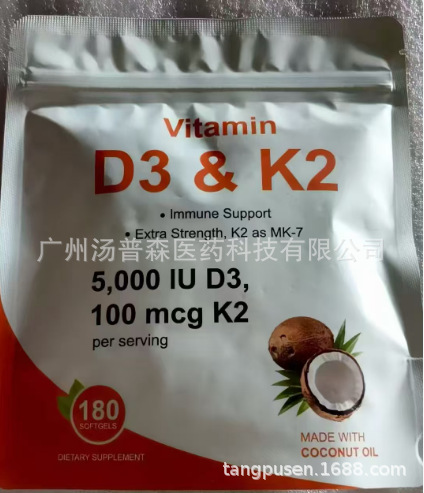 Vitamin
D3 & K2
• Immune Support
• Extra Strength, K2 as MK-7
广州汤普森医药科技有限公司
5,000 IU D3,
100 mcg K2
per serving
180
SOFTGELS
DIETARY SUPPLEMENT
MADE WITH
COCONUT OIL
tangpusen.1688.com